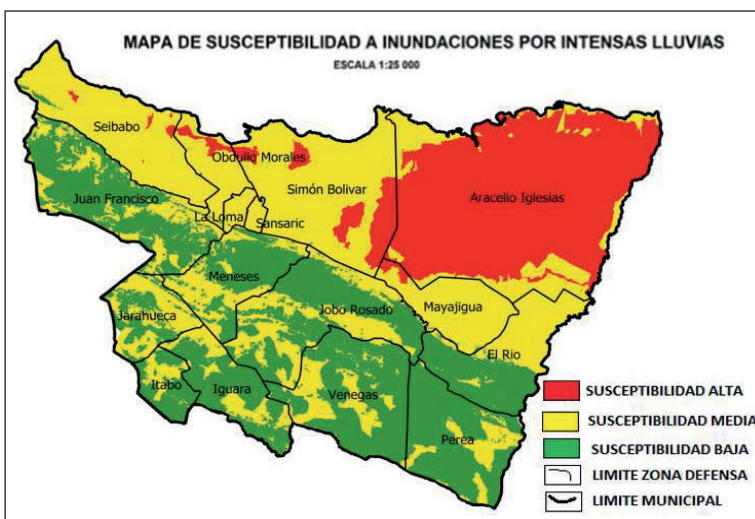 MAPA DE SUSCEPTIBILIDAD A INUNDACIONES POR INTENSAS LLUVIAS
ESCALA 1:25 000
Seibabo
Obdulio Morales
Simón Bolivar
Aracelio Iglesias
Juan Francisco
La Loma
Sansaric
Meneses
Jobo Rosado
Mayajigua
Jarahueca
El Rio
Itabo
Iguara
Venegas
Perea
SUSCEPTIBILIDAD ALTA
SUSCEPTIBILIDAD MEDIA
SUSCEPTIBILIDAD BAJA
LIMITE ZONA DEFENSA
LIMITE MUNICIPAL